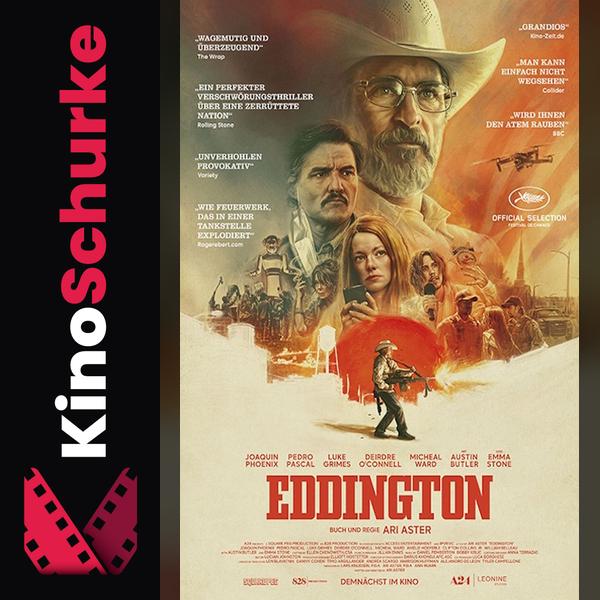 KinoSchurke
„WAGEMUTIG UND
ÜBERZEUGEND“
The Wrap
„EIN PERFEKTER
VERSCHWÖRUNGSTHRILLER
ÜBER EINE ZERRÜTTETE
NATION“
Rolling Stone
„UNVERHOHLEN
PROVOKATIV“
Variety
„WIE FEUERWERK,
DAS IN EINER
TANKSTELLE
EXPLODIERT“
Rogerebert.com
„GRANDIOS“
Kino-Zeit.de
„MAN KANN
EINFACH NICHT
WEGSEHEN“
Collider
„WIRD IHNEN
DEN ATEM RAUBEN“
BBC
OFFICIAL SELECTION
FESTIVAL DE CANNES
JOAQUIN PHOENIX
PEDRO PASCAL
LUKE GRIMES
DEIRDRE O'CONNELL
MICHEAL WARD
AUSTIN BUTLER
EMMA STONE
EDDINGTON
BUCH UND REGIE ARI ASTER
SQUARE PEG
828
DEMNÄCHST IM KINO
A24
LEONINE